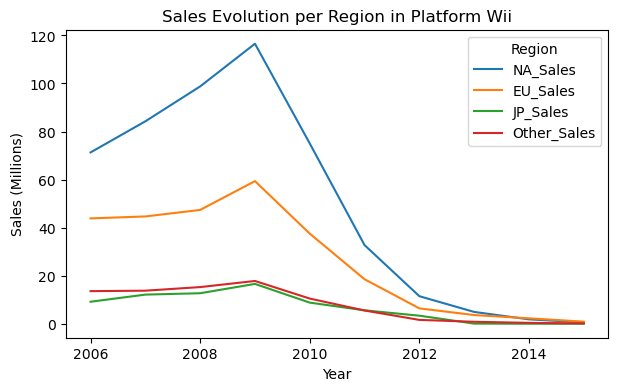 Sales Evolution per Region in Platform Wii
Sales (Millions)
120
100
80
60
40
20
0
Region
NA_Sales
EU_Sales
JP_Sales
Other_Sales
2006 2008 2010 2012 2014
Year